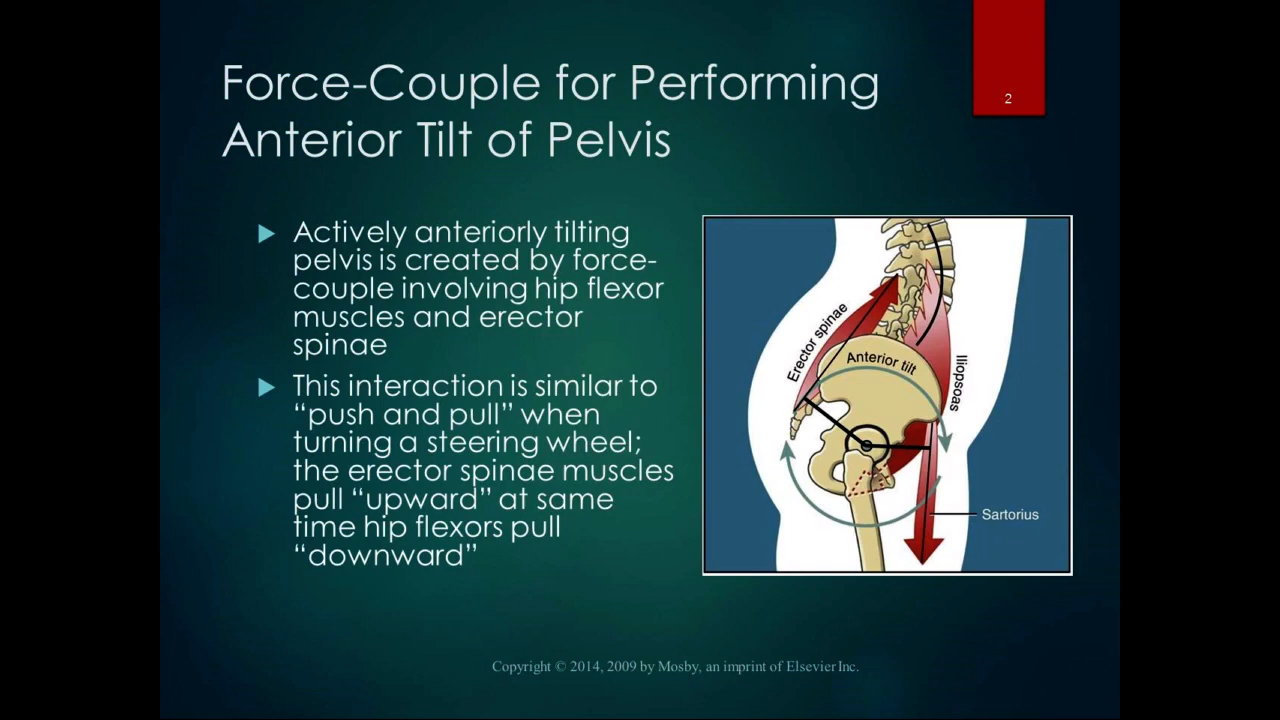 Force-Couple for Performing
Anterior Tilt of Pelvis
2
Actively anteriorly tilting
pelvis is created by force-
couple involving hip flexor
muscles and erector
spinae
This interaction is similar to
“push and pull” when
turning a steering wheel;
the erector spinae muscles
pull “upward” at same
time hip flexors pull
“downward”
Erector spinae
Anterior tilt
Iliopsoas
Sartorius
Copyright © 2014, 2009 by Mosby, an imprint of Elsevier Inc.